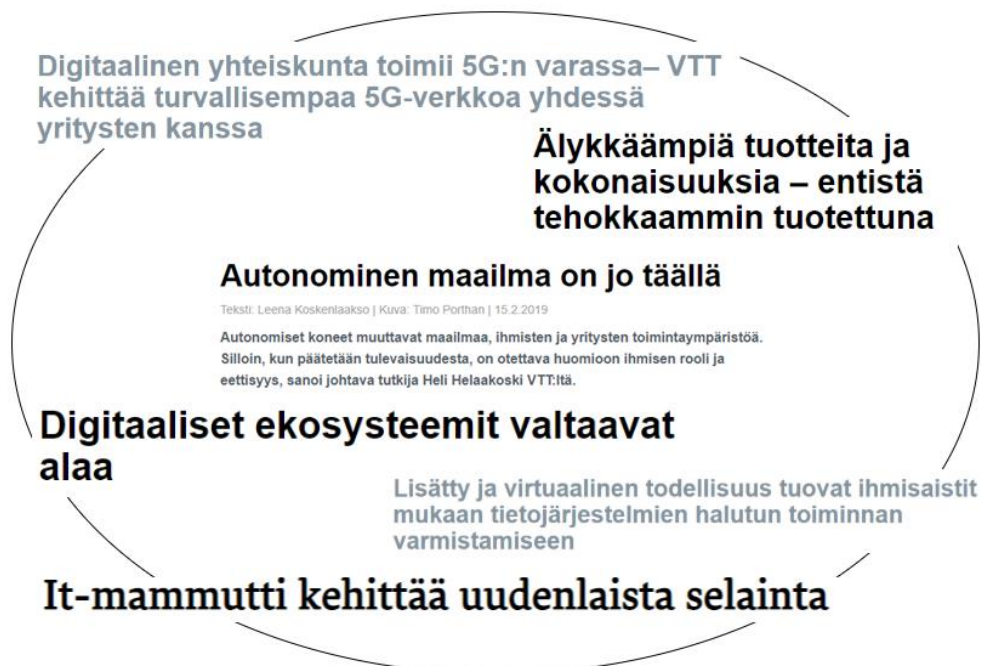 Digitaalinen yhteiskunta toimii 5G:n varassa– VTT
kehittää turvallisempaa 5G-verkkoa yhdessä
yritysten kanssa
Älykkäämpiä tuotteita ja
kokonaisuuksia – entistä
tehokkaammin tuotettuna
Autonominen maailma on jo täällä
Teksti: Leena Koskenlaakso | Kuva: Timo Porthan | 15.2.2019
Autonomiset koneet muuttavat maailmaa, ihmisten ja yritysten toimintaympäristöä.
Silloin, kun päätetään tulevaisuudesta, on otettava huomioon ihmisen rooli ja
eettisyys, sanoi johtava tutkija Heli Helaakoski VTT:ltä.
Digitaaliset ekosysteemit valtaavat
alaa
Lisätty ja virtuaalinen todellisuus tuovat ihmisaistit
mukaan tietojärjestelmien halutun toiminnan
varmistamiseen
It-mammutti kehittää uudenlaista selainta